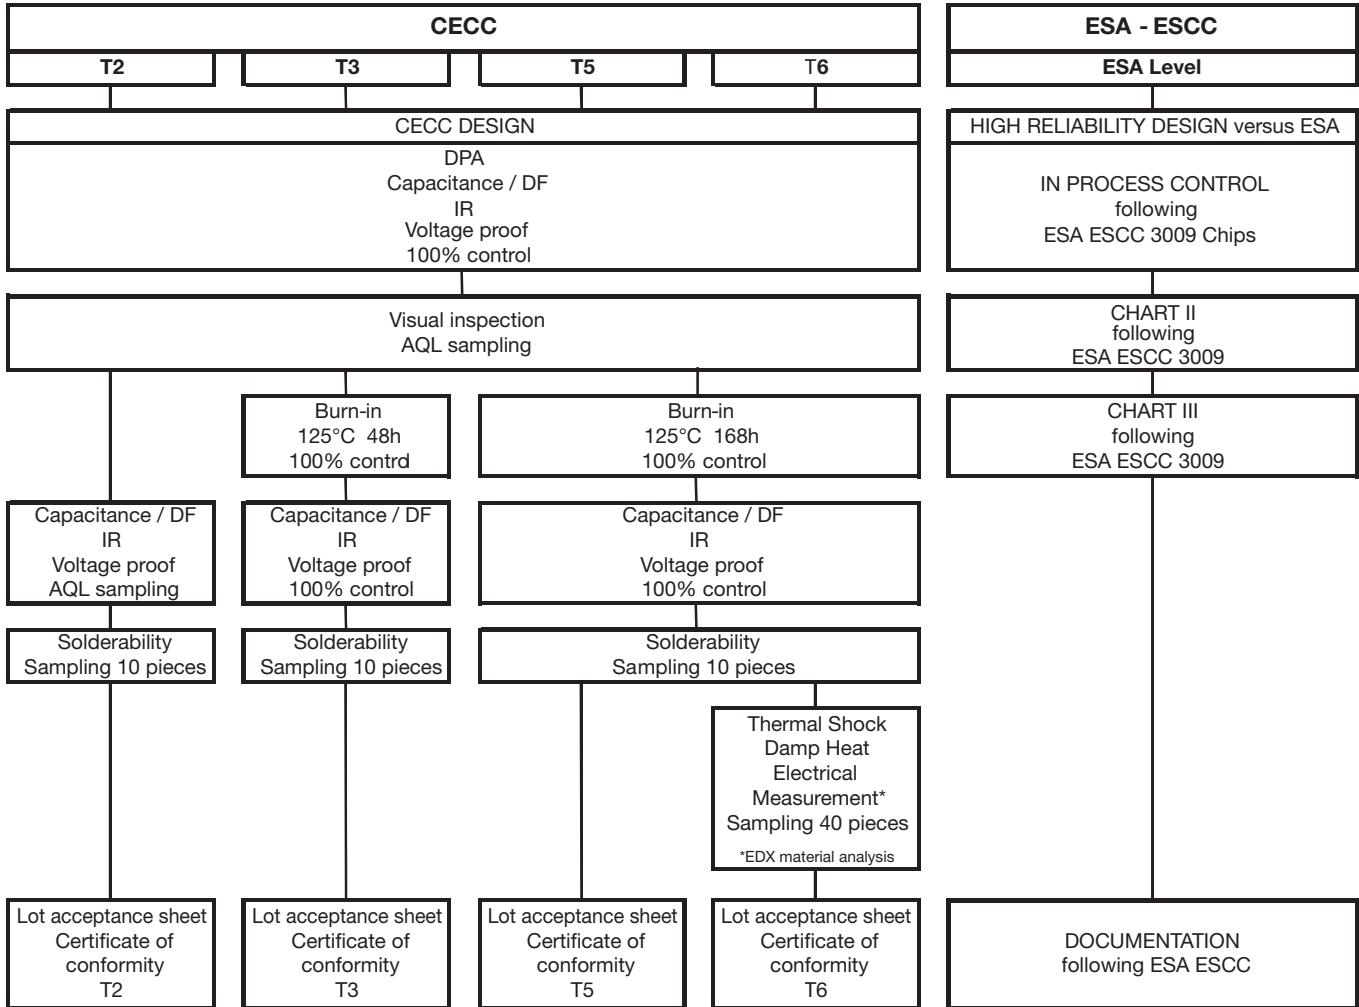 CECC
ESA - ESCC
T2
T3
T5
T6
ESA Level
CECC DESIGN
DPA
Capacitance / DF
IR
Voltage proof
100% control
HIGH RELIABILITY DESIGN versus ESA
IN PROCESS CONTROL
following
ESA ESCC 3009 Chips
Visual inspection
AQL sampling
CHART II
following
ESA ESCC 3009
Burn-in
125°C 48h
100% contrd
Burn-in
125°C 168h
100% control
CHART III
following
ESA ESCC 3009
Capacitance / DF
IR
Voltage proof
AQL sampling
Capacitance / DF
IR
Voltage proof
100% control
Capacitance / DF
IR
Voltage proof
100% control
Solderability
Sampling 10 pieces
Solderability
Sampling 10 pieces
Solderability
Sampling 10 pieces
Thermal Shock
Damp Heat
Electrical
Measurement*
Sampling 40 pieces
*EDX material analysis
Lot acceptance sheet
Certificate of
conformity
T2
Lot acceptance sheet
Certificate of
conformity
T3
Lot acceptance sheet
Certificate of
conformity
T5
Lot acceptance sheet
Certificate of
conformity
T6
DOCUMENTATION
following ESA ESCC